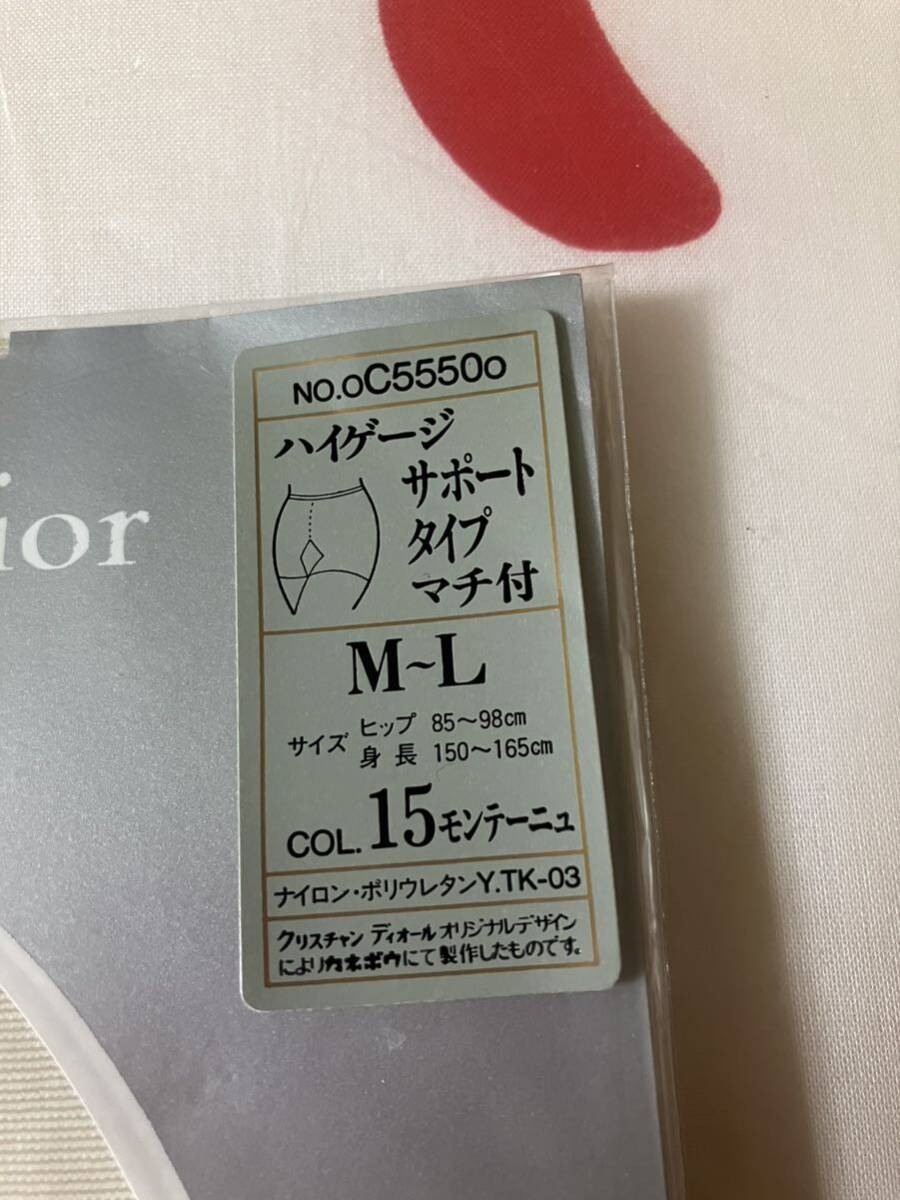 ior
NO.OC5550O
ハイゲージ
サポート
タイプ
マチ付
M~L
サイズ ヒップ 85~98cm
身長 150~165cm
COL. 15モンテーニュ
ナイロン・ポリウレタンY.TK-03
クリスチャン ディオールオリジナルデザイン
によりカネボウにて製作したものです。